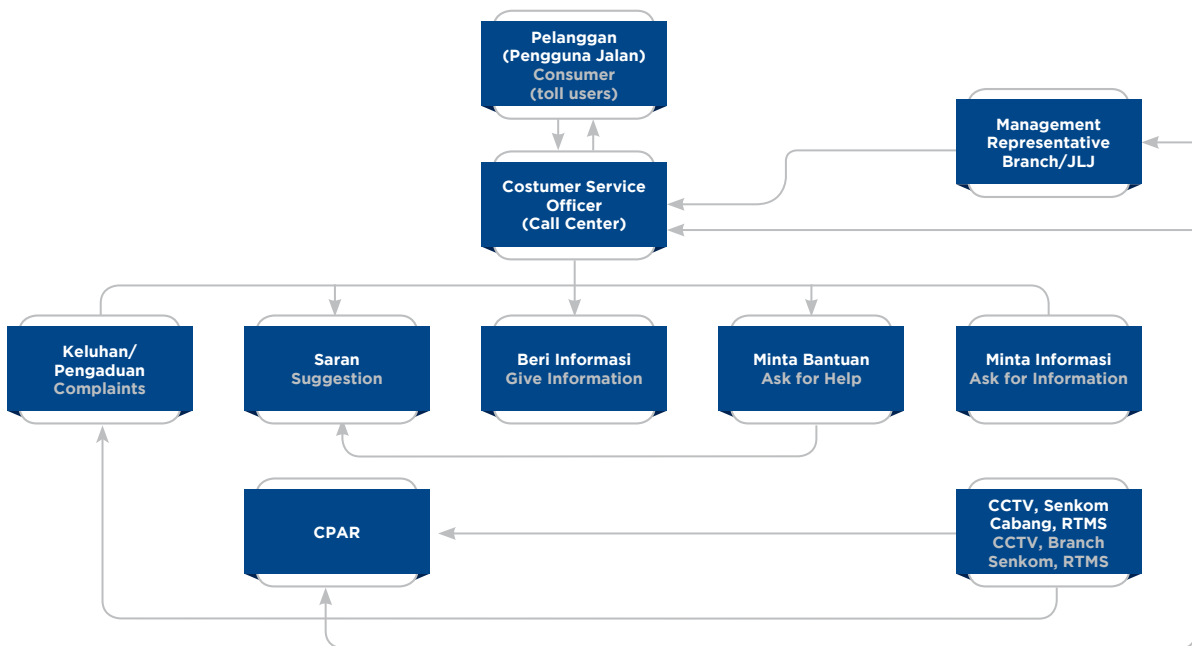 Pelanggan
(Pengguna Jalan)
Consumer
(toll users)
Management
Representative
Branch/JLJ
Costumer Service
Officer
(Call Center)
Keluhan/
Pengaduan
Complaints
Saran
Suggestion
Beri Informasi
Give Information
Minta Bantuan
Ask for Help
Minta Informasi
Ask for Information
CPAR
CCTV, Senkom
Cabang, RTMS
CCTV, Branch
Senkom, RTMS